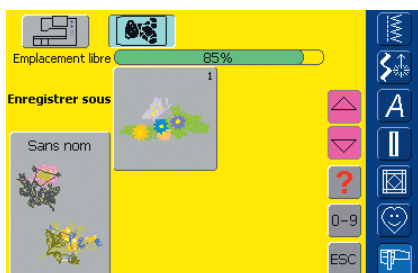 Emplacement libre 85%
1
Enregistrer sous
Sans nom
A
?
0-9
ESC